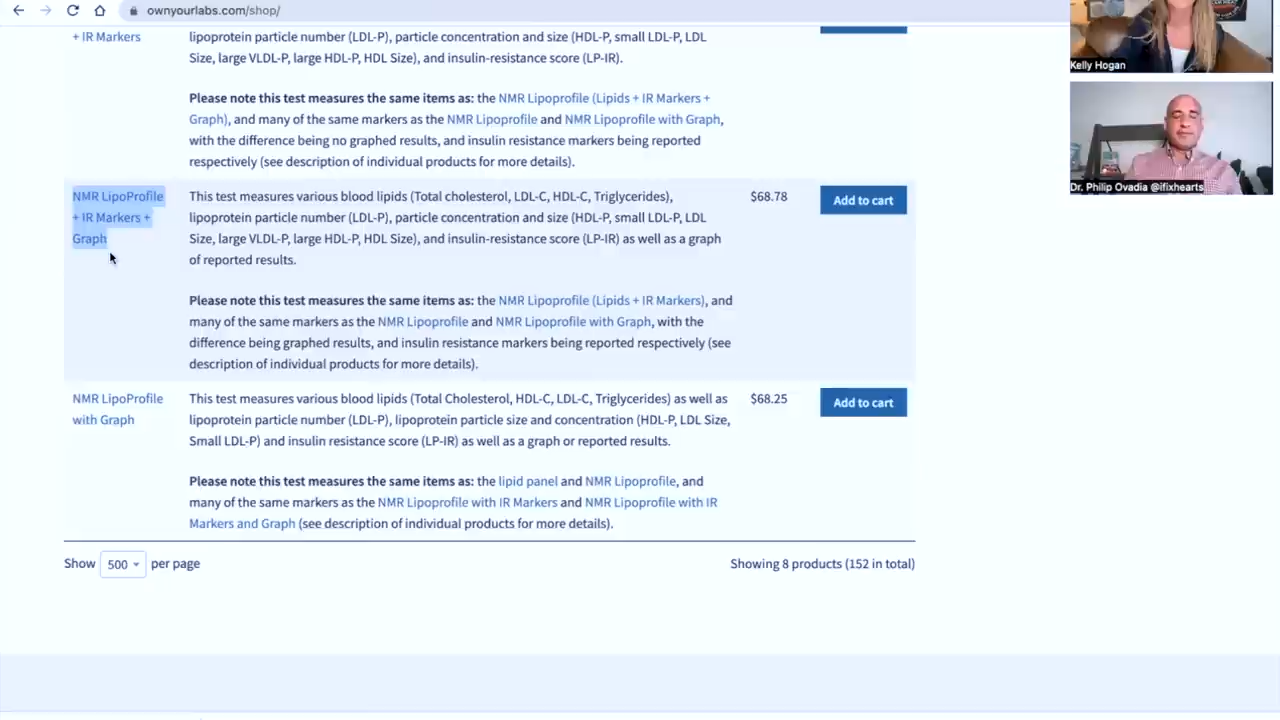 ownyourlabs.com/shop/
Kelly Hogan
Dr. Philip Ovadia @ifixhearts
+ IR Markers
lipoprotein particle number (LDL-P), particle concentration and size (HDL-P, small LDL-P, LDL
Size, large VLDL-P, large HDL-P, HDL Size), and insulin-resistance score (LP-IR).
Please note this test measures the same items as: the NMR Lipoprofile (Lipids + IR Markers +
Graph), and many of the same markers as the NMR Lipoprofile and NMR Lipoprofile with Graph,
with the difference being no graphed results, and insulin resistance markers being reported
respectively (see description of individual products for more details).
NMR LipoProfile
+ IR Markers +
Graph
This test measures various blood lipids (Total cholesterol, LDL-C, HDL-C, Triglycerides),
lipoprotein particle number (LDL-P), particle concentration and size (HDL-P, small LDL-P, LDL
Size, large VLDL-P, large HDL-P, HDL Size), and insulin-resistance score (LP-IR) as well as a graph
of reported results.
Please note this test measures the same items as: the NMR Lipoprofile (Lipids + IR Markers), and
many of the same markers as the NMR Lipoprofile and NMR Lipoprofile with Graph, with the
difference being graphed results, and insulin resistance markers being reported respectively (see
description of individual products for more details).
$68.78
Add to cart
NMR LipoProfile
with Graph
This test measures various blood lipids (Total Cholesterol, HDL-C, LDL-C, Triglycerides) as well as
lipoprotein particle number (LDL-P), lipoprotein particle size and concentration (HDL-P, LDL Size,
Small LDL-P) and insulin resistance score (LP-IR) as well as a graph or reported results.
Please note this test measures the same items as: the lipid panel and NMR Lipoprofile, and
many of the same markers as the NMR Lipoprofile with IR Markers and NMR Lipoprofile with IR
Markers and Graph (see description of individual products for more details).
$68.25
Add to cart
Show 500 per page
Showing 8 products (152 in total)